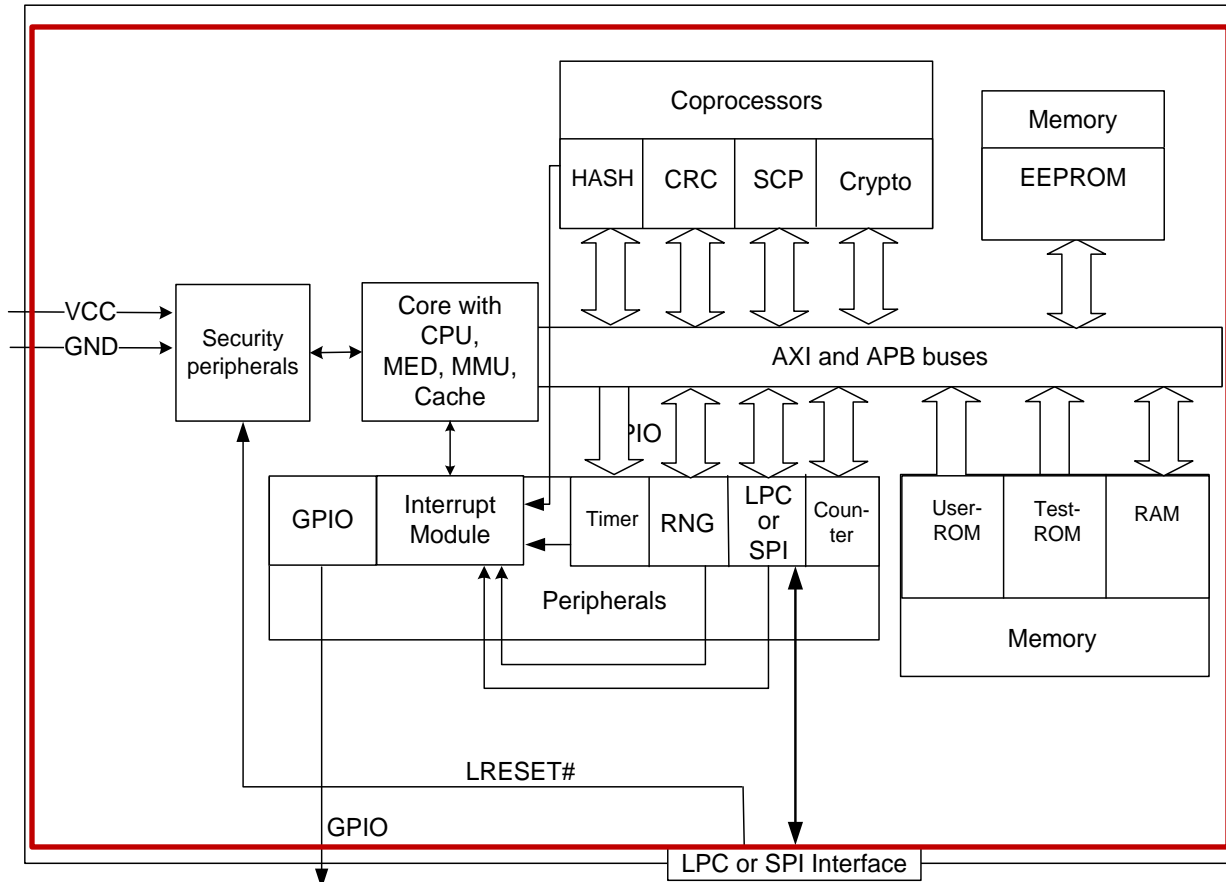 Coprocessors
HASH
CRC
SCP
Crypto
Memory
EEPROM
VCC
GND
Security
peripherals
Core with
CPU,
MED, MMU,
Cache
AXI and APB buses
PIO
GPIO
Interrupt
Module
Timer
RNG
LPC
or
SPI
Coun-
ter
Peripherals
User-
ROM
Test-
ROM
RAM
Memory
LRESET#
GPIO
LPC or SPI Interface